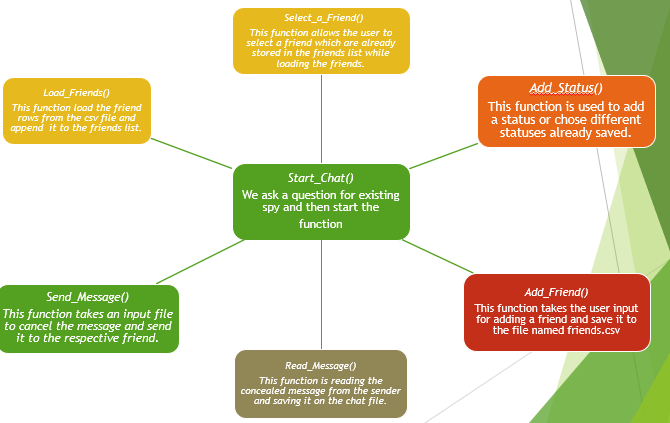 Select_a_Friend()
This function allows the user to
select a friend which are already
stored in the friends list while
loading the friends.
Load_Friends()
This function load the friend
rows from the csv file and
append it to the friends list.
Add_Status()
This function is used to add
a status or chose different
statuses already saved.
Start_Chat()
We ask a question for existing
spy and then start the
function
Send_Message()
This function takes an input file
to cancel the message and send
it to the respective friend.
Add_Friend()
This function takes the user input
for adding a friend and save it to
the file named friends.csv
Read_Message()
This function is reading the
concealed message from the sender
and saving it on the chat file.